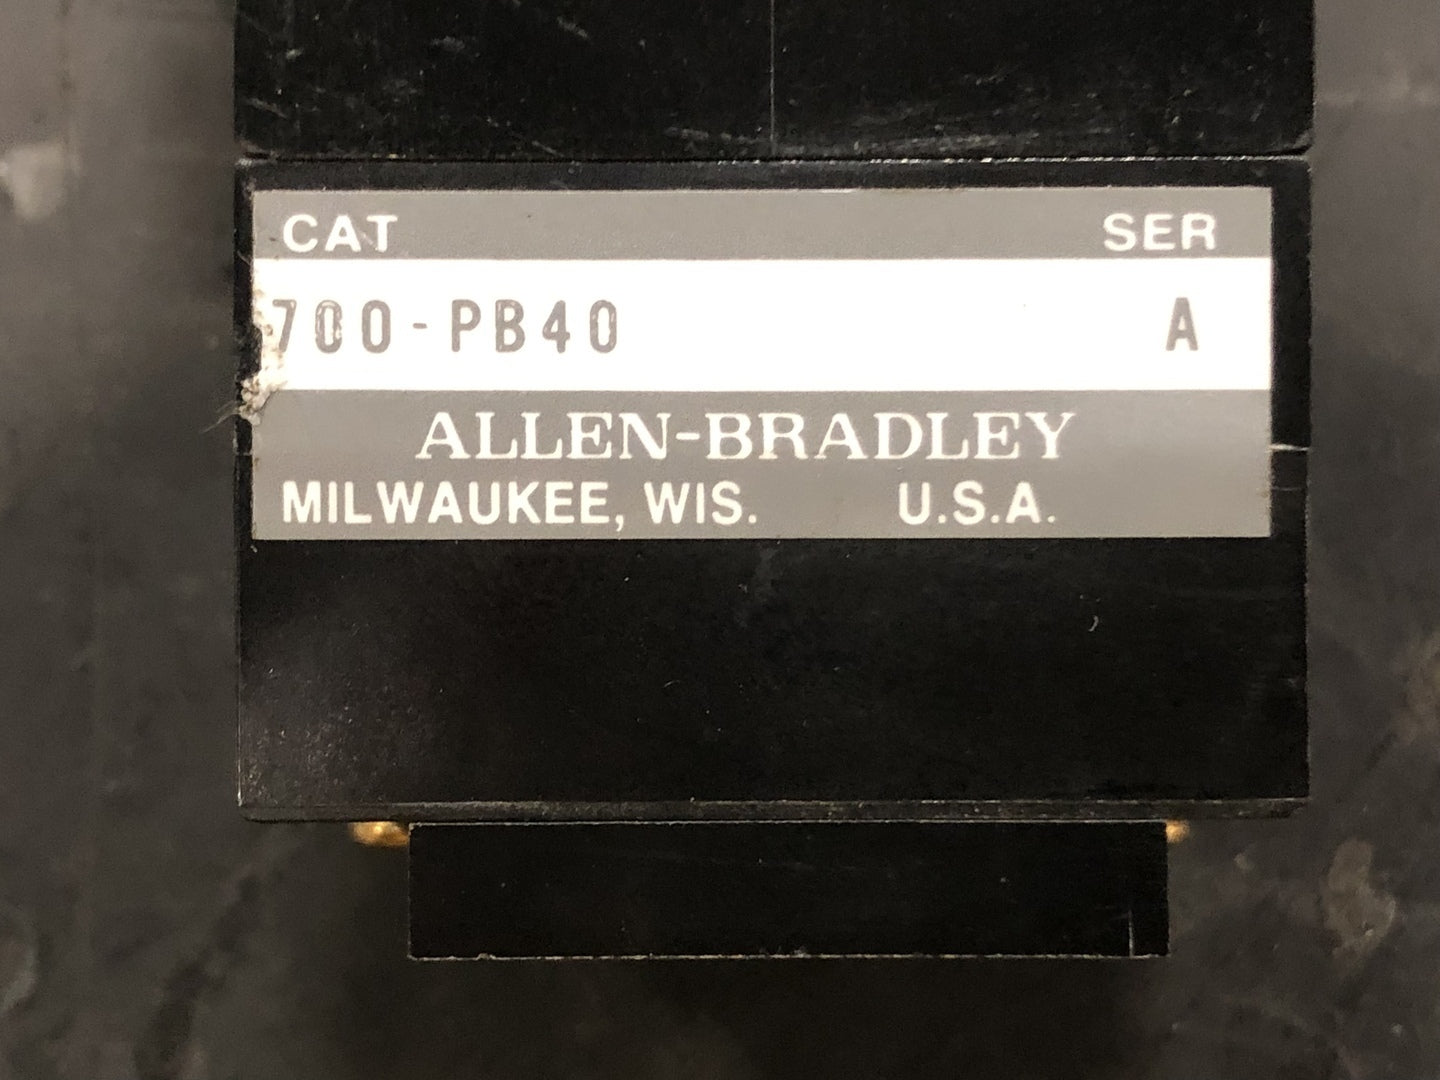 CAT SER
700-PB40 A
ALLEN-BRADLEY
MILWAUKEE, WIS. U.S.A.